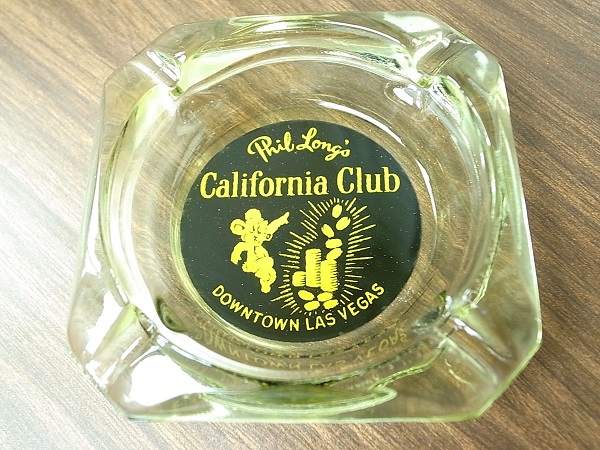 Phil Long's
California Club
DOWNTOWN LAS VEGAS